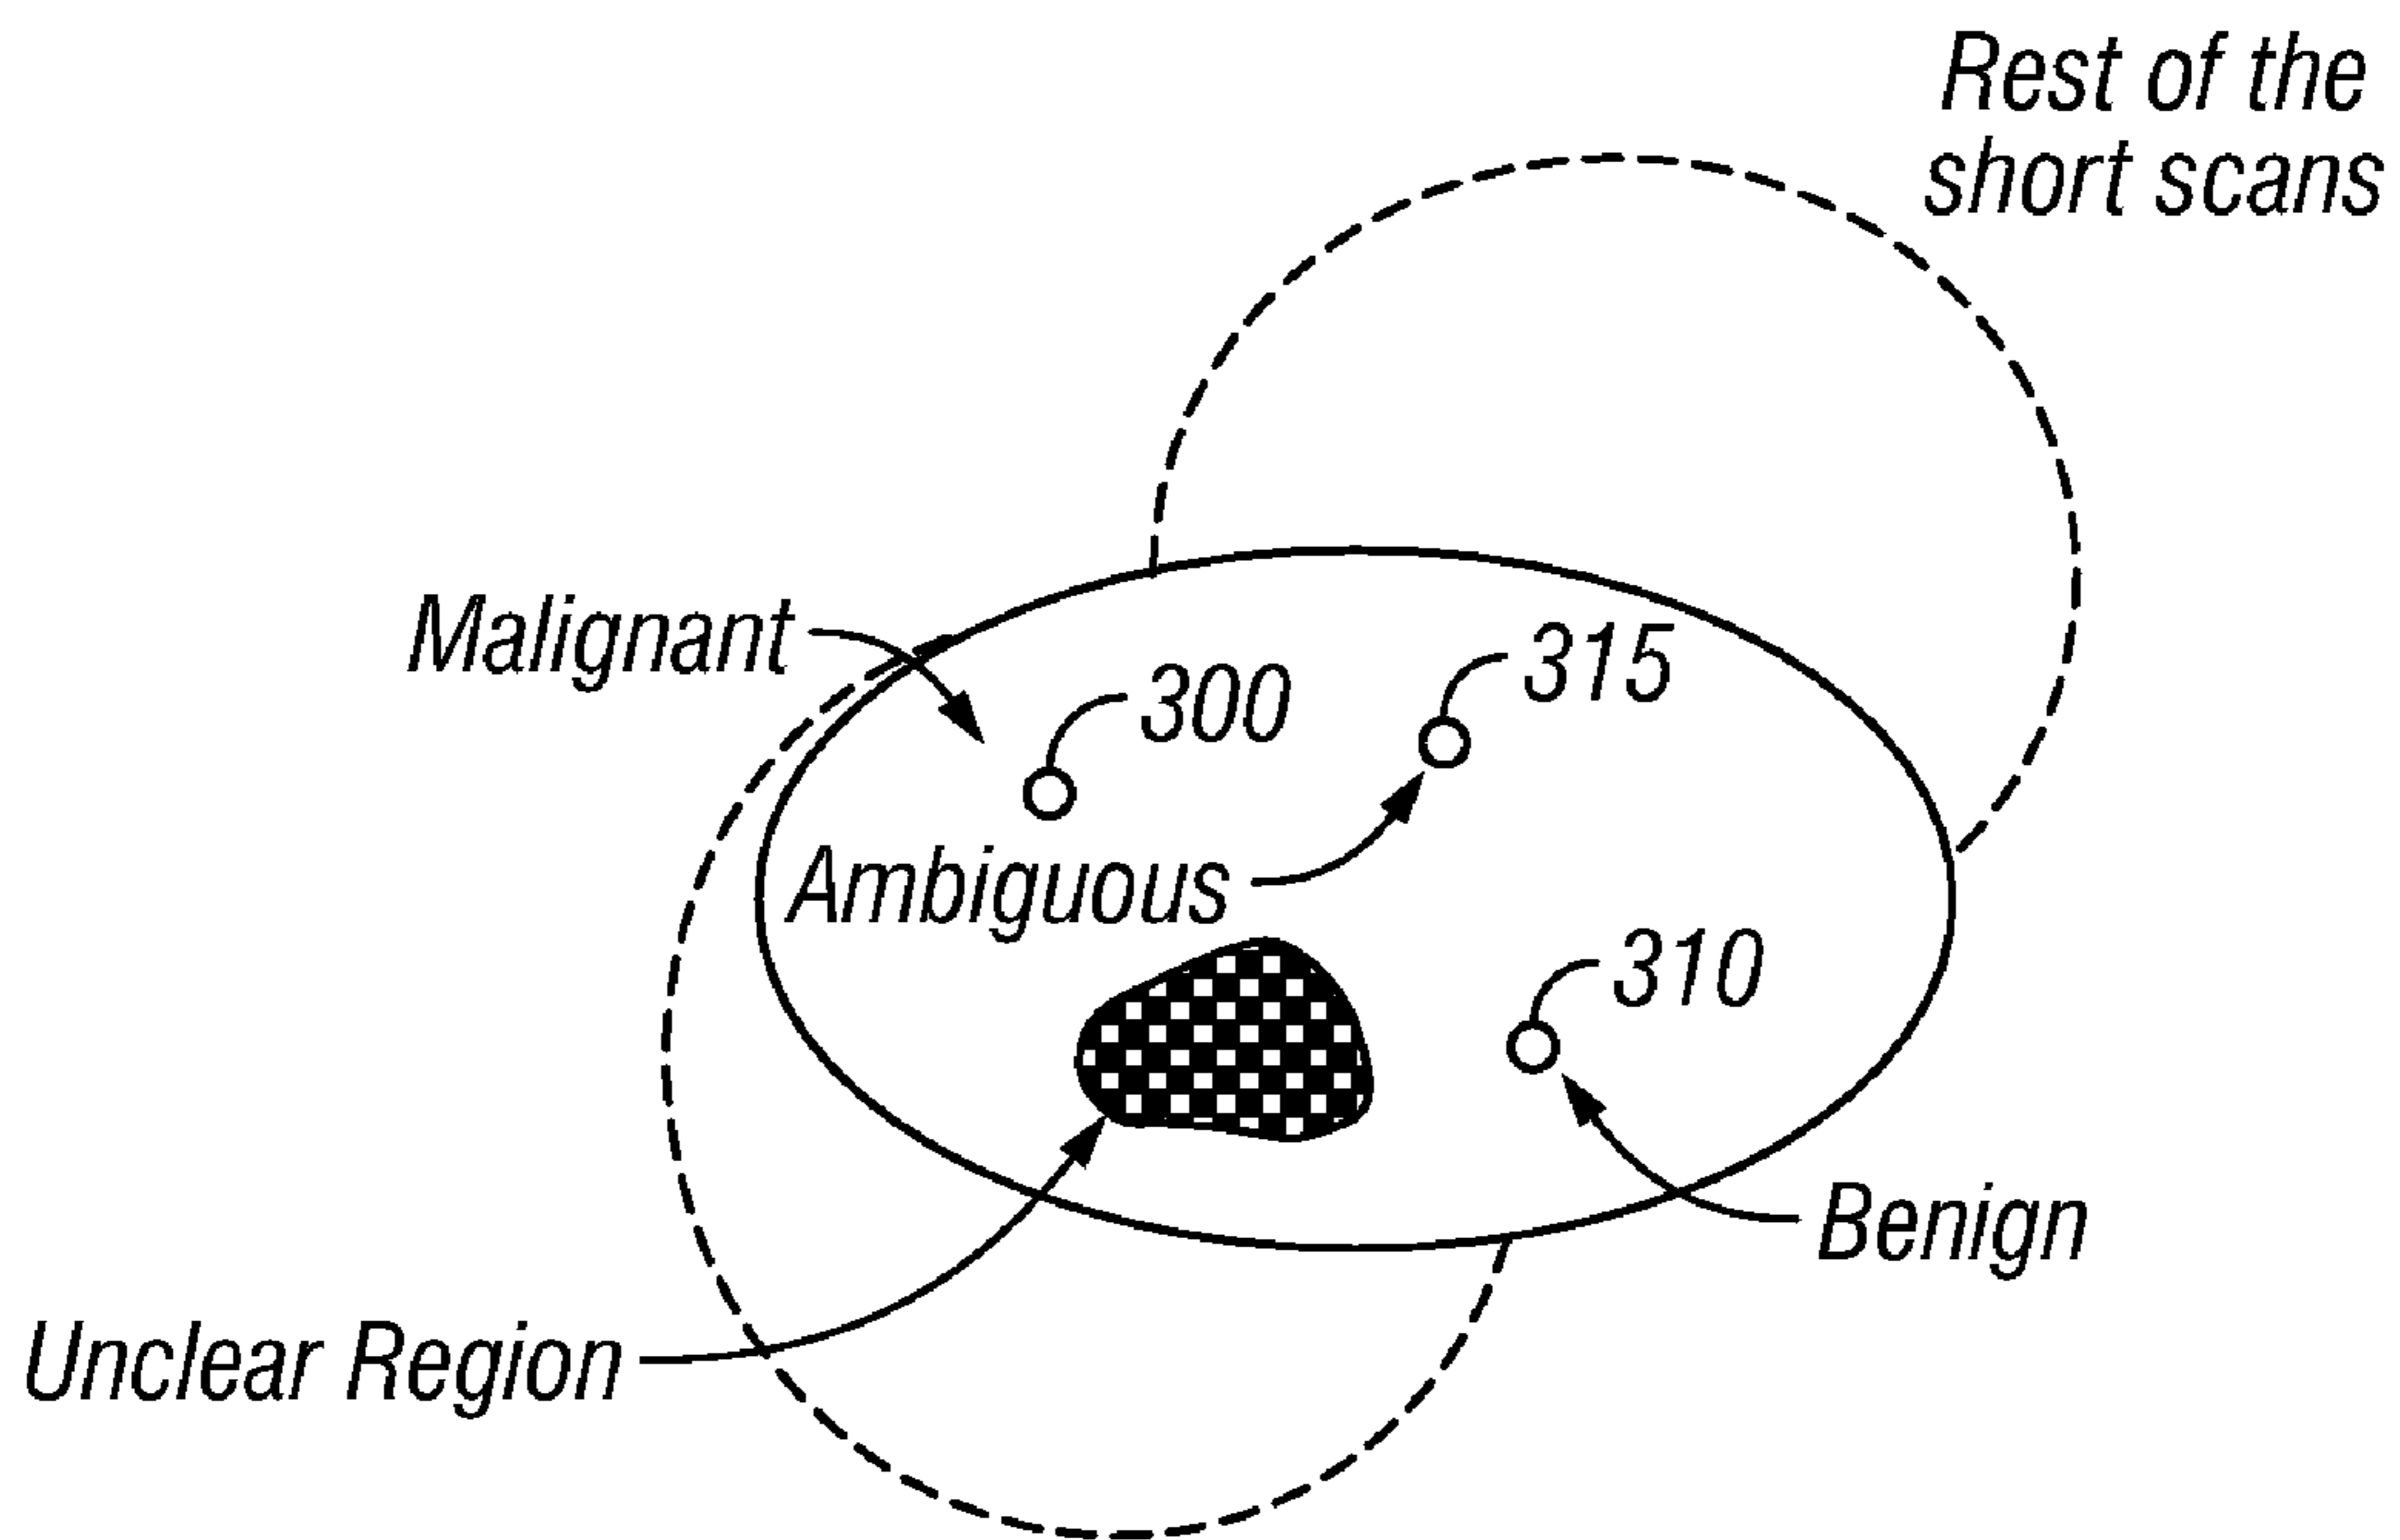 Rest of the
short scans
Malignant
315
300
Ambiguous
310
Benign
Unclear Region